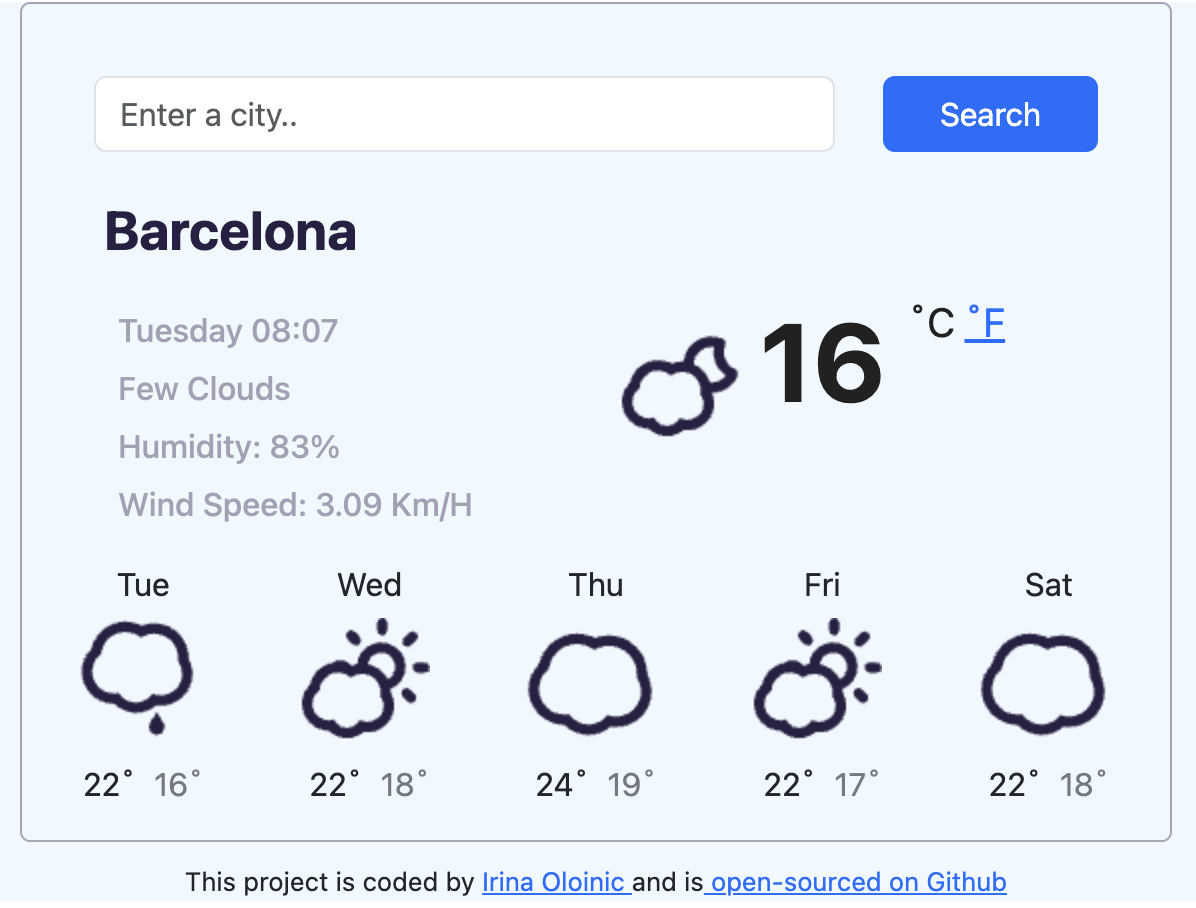 Enter a city..
Search
Barcelona
Tuesday 08:07
Few Clouds
Humidity: 83%
Wind Speed: 3.09 Km/H
16 °C °F
Tue Wed Thu Fri Sat
22° 16° 22° 18° 24° 19° 22° 17° 22° 18°
This project is coded by Irina Oloinic and is open-sourced on Github